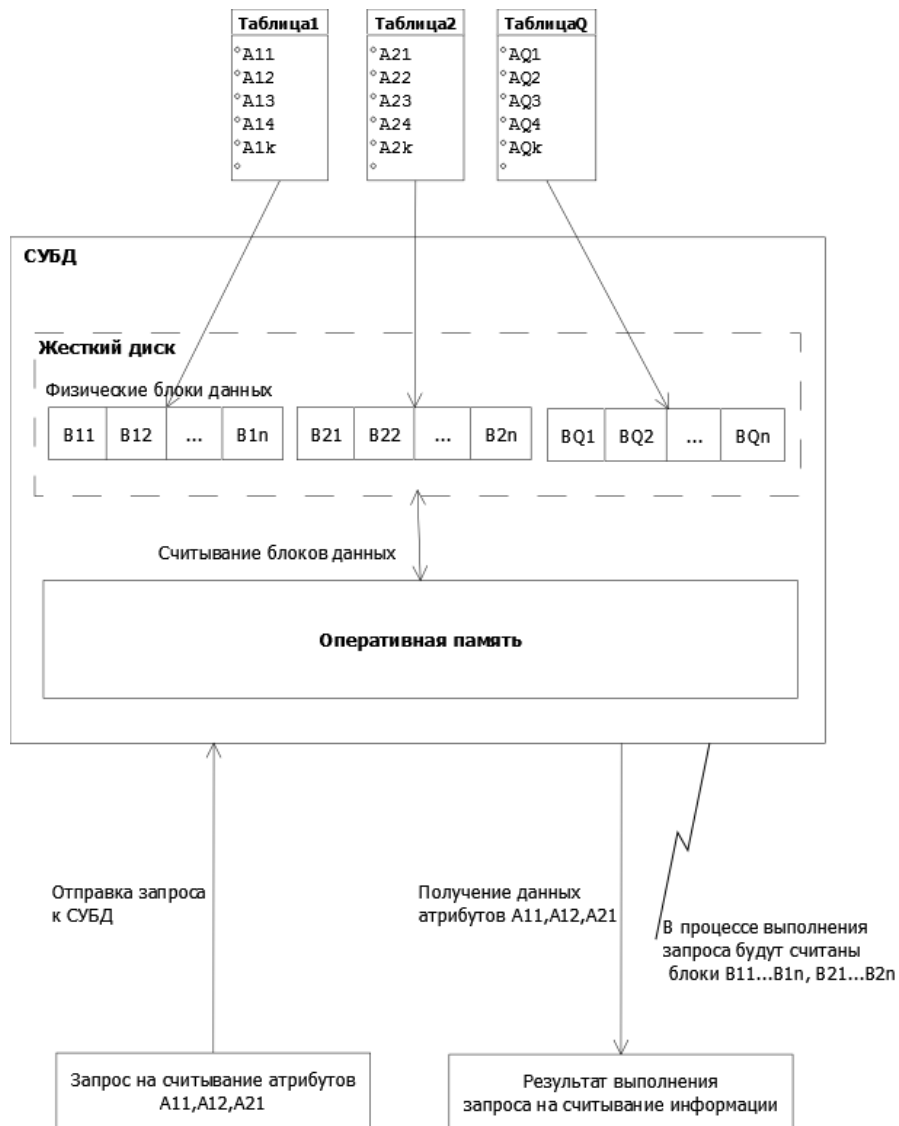 Таблица1
A11
A12
A13
A14
A1k
Таблица2
A21
A22
A23
A24
A2k
ТаблицаQ
AQ1
AQ2
AQ3
AQ4
AQk
СУБД
Жесткий диск
Физические блоки данных
B11 B12 ... B1n
B21 B22 ... B2n
BQ1 BQ2 ... BQn
Считывание блоков данных
Оперативная память
Отправка запроса
к СУБД
Получение данных
атрибутов A11,A12,A21
В процессе выполнения
запроса будут считаны
блоки B11...B1n, B21...B2n
Запрос на считывание атрибутов
A11,A12,A21
Результат выполнения
запроса на считывание информации